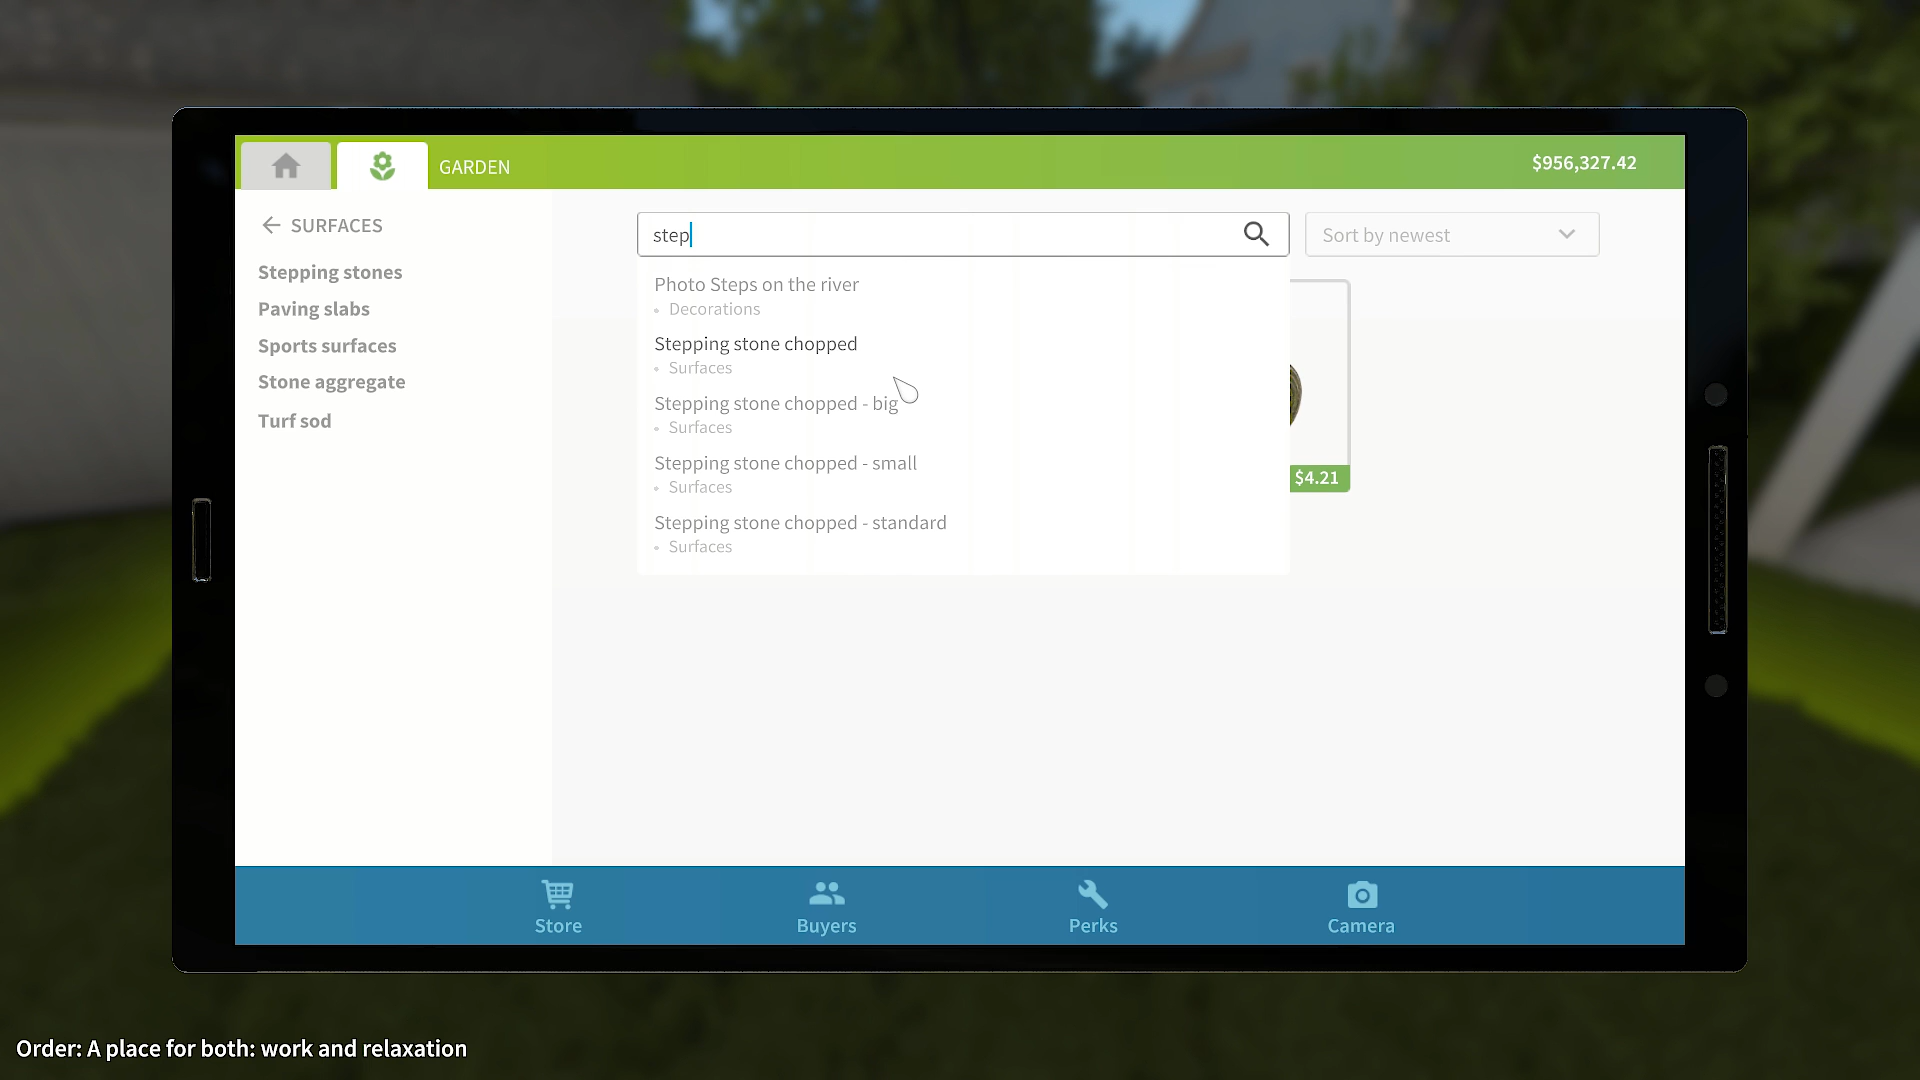 GARDEN
$956,327.42
SURFACES
Stepping stones
Paving slabs
Sports surfaces
Stone aggregate
Turf sod
step
Sort by newest
Photo Steps on the river
• Decorations
Stepping stone chopped
• Surfaces
Stepping stone chopped - big
• Surfaces
Stepping stone chopped - small
• Surfaces
Stepping stone chopped - standard
• Surfaces
$4.21
Store
Buyers
Perks
Camera
Order: A place for both: work and relaxation